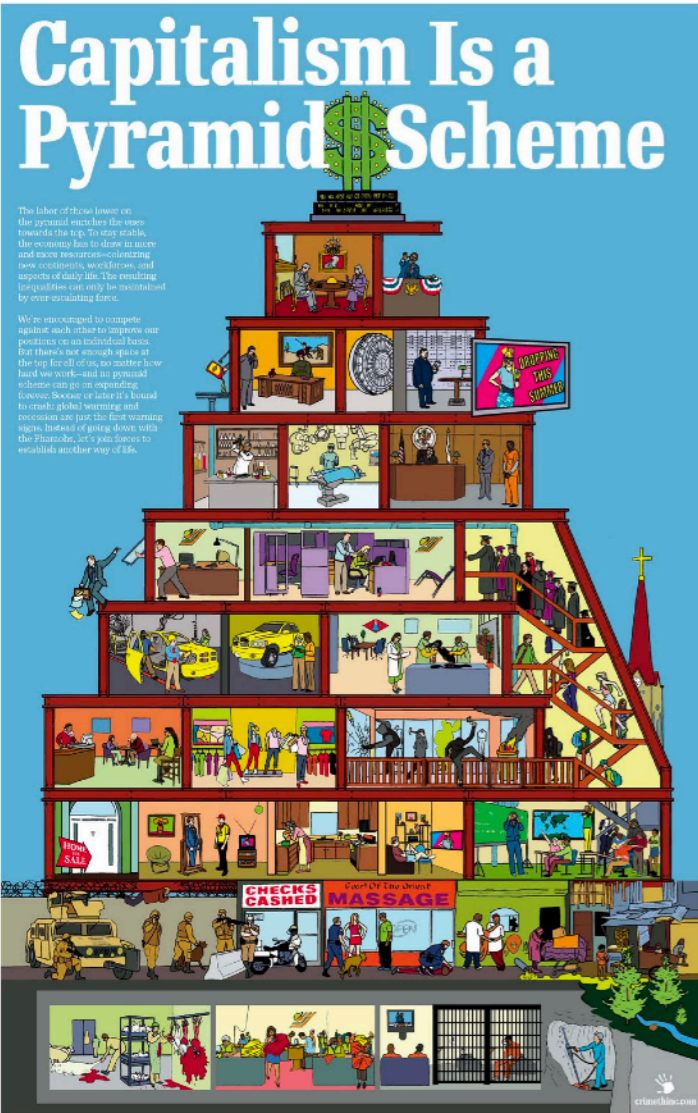 Capitalism Is a
Pyramid $ Scheme
The labor of those lower on
the pyramid enriches the ones
towards the top. To stay stable,
the economy has to draw in more
and more resources—colonizing
new continents, workforces, and
aspects of daily life. The resulting
inequalities can only be maintained
by ever-escalating force.
We're encouraged to compete
against each other to improve our
positions on an individual basis.
But there's not enough space at
the top for all of us, no matter how
hard we work—and no pyramid
scheme can go on expanding
forever. Sooner or later it's bound
to crash: global warming and
recession are just the first warning
signs. Instead of going down with
the Pharaohs, let's join forces to
establish another way of life.
DROPPING
THIS
SUMMER
HOME
FOR
SALE
CHECKS
CASHED
East Of The Orient
MASSAGE
OPEN
crimethinc.com